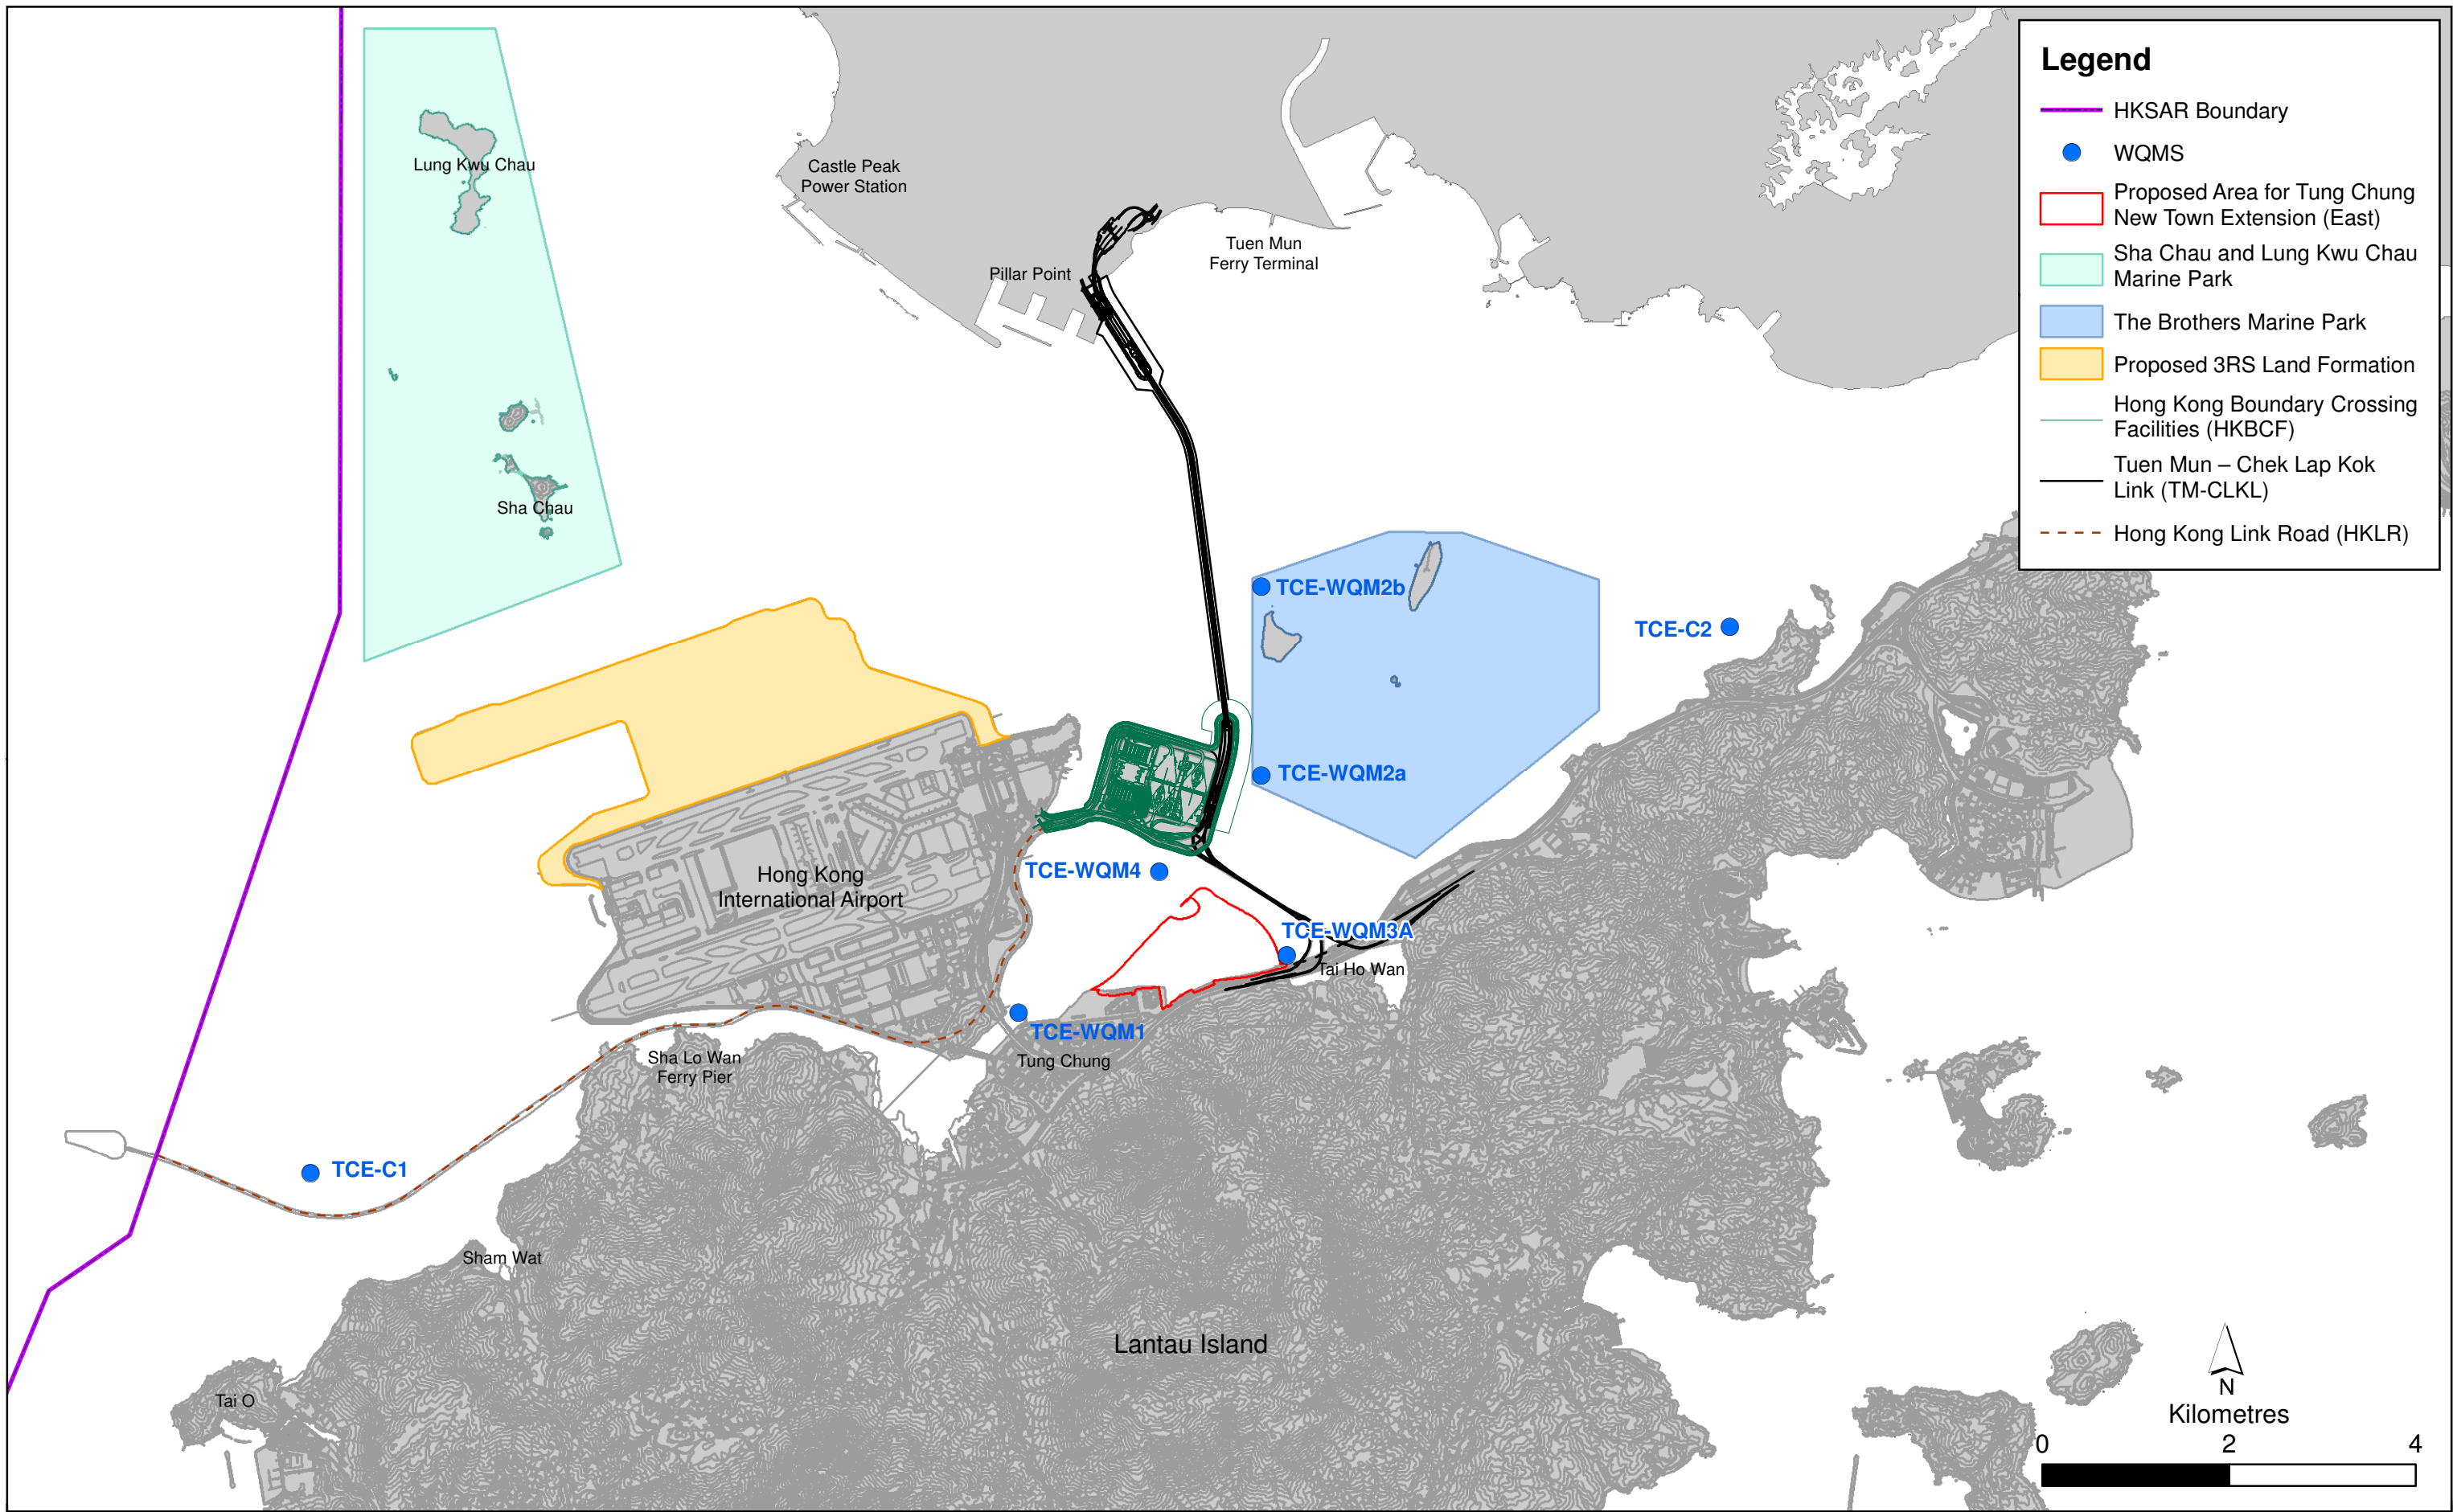 Legend
HKSAR Boundary
WQMS
Proposed Area for Tung Chung
New Town Extension (East)
Sha Chau and Lung Kwu Chau
Marine Park
The Brothers Marine Park
Proposed 3RS Land Formation
Hong Kong Boundary Crossing
Facilities (HKBCF)
Tuen Mun – Chek Lap Kok
Link (TM-CLKL)
Hong Kong Link Road (HKLR)
Lung Kwu Chau
Castle Peak
Power Station
Tuen Mun
Ferry Terminal
Pillar Point
Sha Chau
TCE-WQM2b
TCE-C2
TCE-WQM2a
TCE-WQM4
Hong Kong
International Airport
TCE-WQM3A
Tai Ho Wan
TCE-WQM1
Tung Chung
Sha Lo Wan
Ferry Pier
TCE-C1
Sham Wat
Lantau Island
Tai O
N
Kilometres
0 2 4